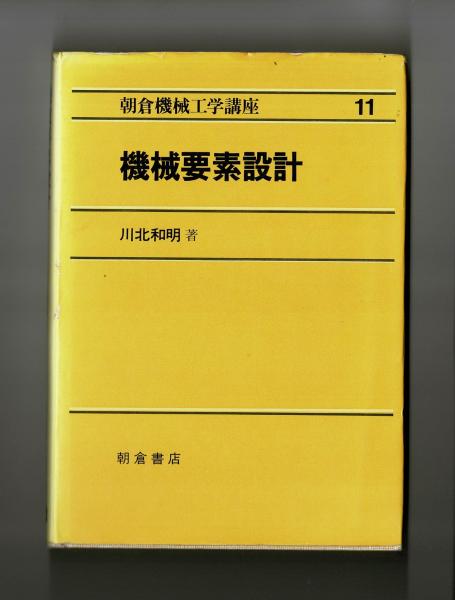 朝倉機械工学講座 11
機械要素設計
川北和明 著
朝倉書店